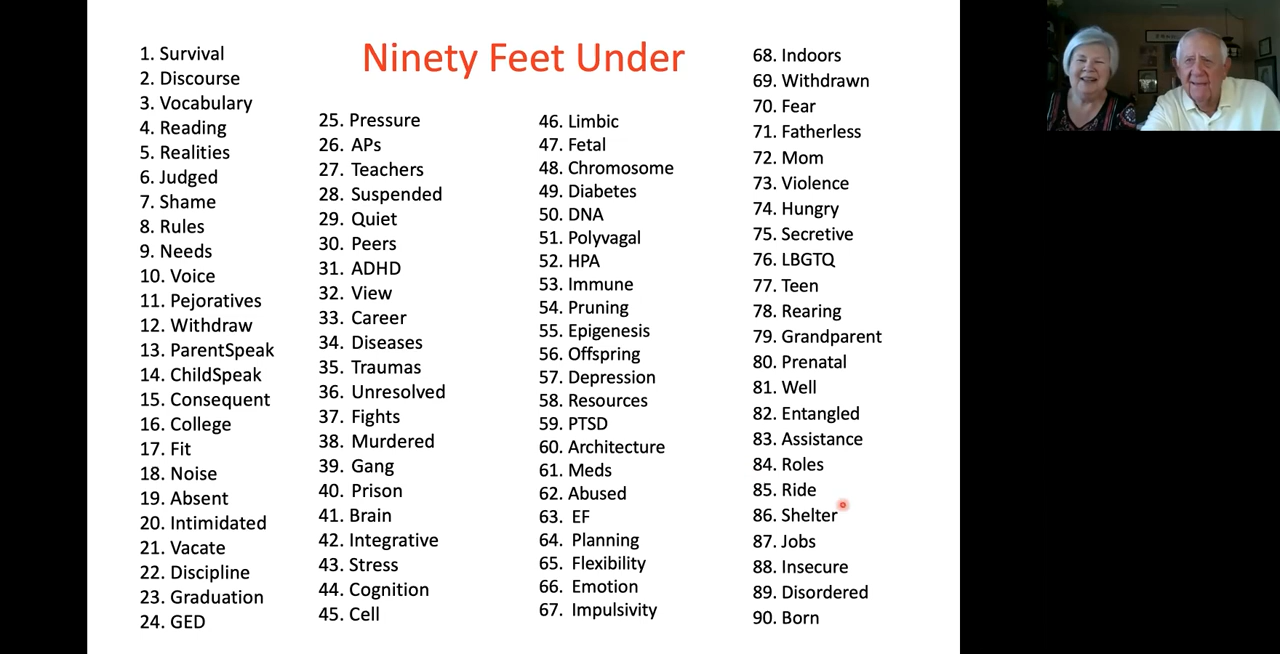 Ninety Feet Under
1. Survival
2. Discourse
3. Vocabulary
4. Reading
5. Realities
6. Judged
7. Shame
8. Rules
9. Needs
10. Voice
11. Pejoratives
12. Withdraw
13. ParentSpeak
14. ChildSpeak
15. Consequent
16. College
17. Fit
18. Noise
19. Absent
20. Intimidated
21. Vacate
22. Discipline
23. Graduation
24. GED
25. Pressure
26. APs
27. Teachers
28. Suspended
29. Quiet
30. Peers
31. ADHD
32. View
33. Career
34. Diseases
35. Traumas
36. Unresolved
37. Fights
38. Murdered
39. Gang
40. Prison
41. Brain
42. Integrative
43. Stress
44. Cognition
45. Cell
46. Limbic
47. Fetal
48. Chromosome
49. Diabetes
50. DNA
51. Polyvagal
52. HPA
53. Immune
54. Pruning
55. Epigenesis
56. Offspring
57. Depression
58. Resources
59. PTSD
60. Architecture
61. Meds
62. Abused
63. EF
64. Planning
65. Flexibility
66. Emotion
67. Impulsivity
68. Indoors
69. Withdrawn
70. Fear
71. Fatherless
72. Mom
73. Violence
74. Hungry
75. Secretive
76. LBGTQ
77. Teen
78. Rearing
79. Grandparent
80. Prenatal
81. Well
82. Entangled
83. Assistance
84. Roles
85. Ride
86. Shelter
87. Jobs
88. Insecure
89. Disordered
90. Born